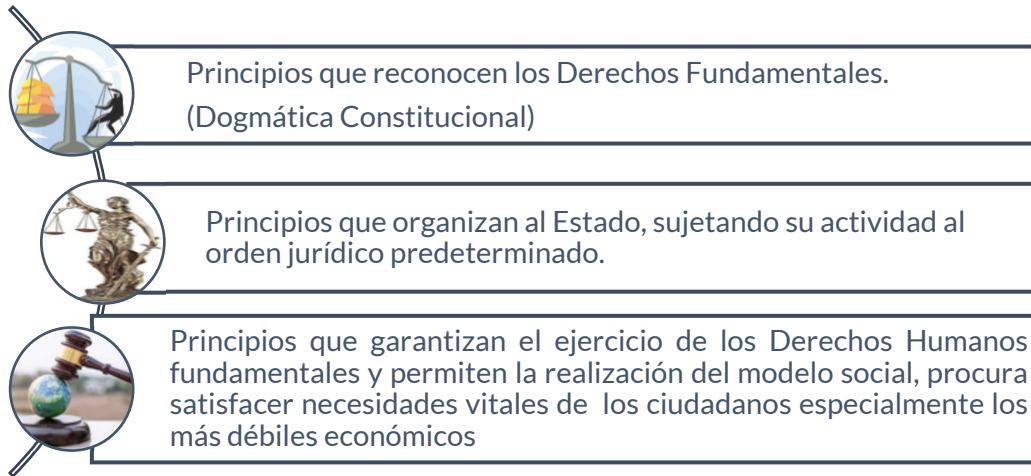 Principios que reconocen los Derechos Fundamentales.
(Dogmática Constitucional)
Principios que organizan al Estado, sujetando su actividad al
orden jurídico predeterminado.
Principios que garantizan el ejercicio de los Derechos Humanos
fundamentales y permiten la realización del modelo social, procura
satisfacer necesidades vitales de los ciudadanos especialmente los
más débiles económicos